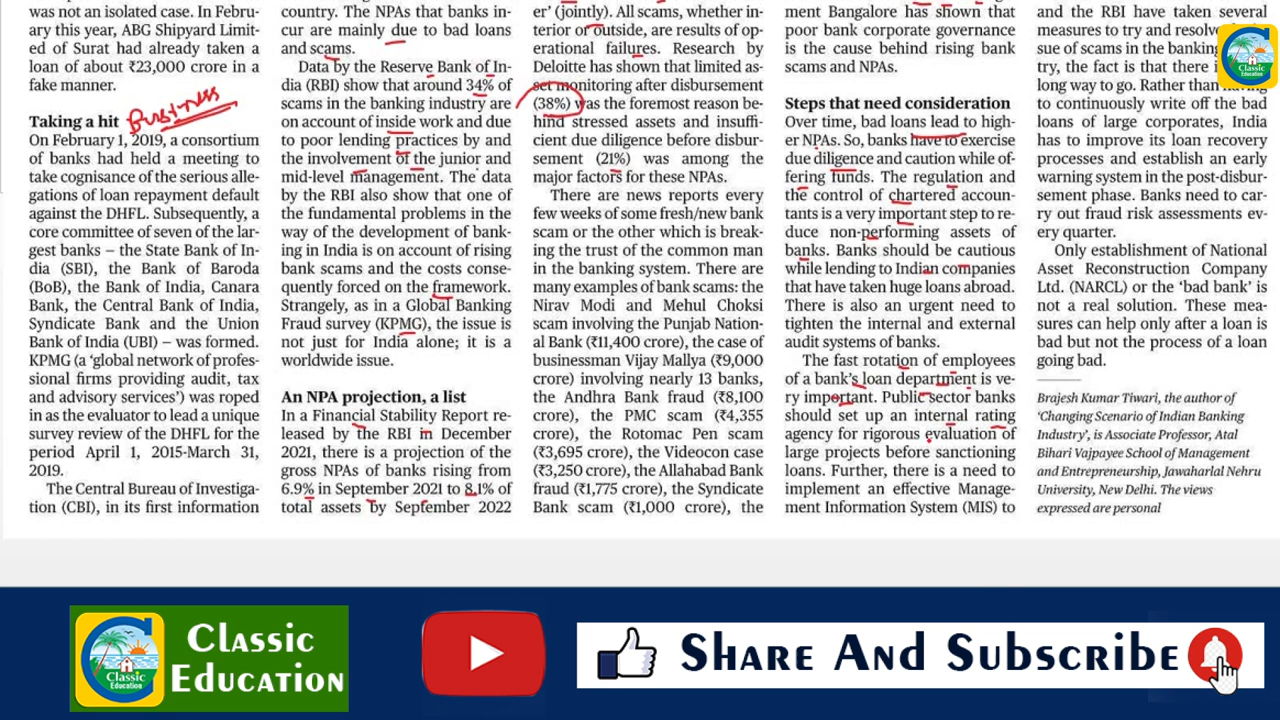 was not an isolated case. In Febru-
ary this year, ABG Shipyard Limit-
ed of Surat had already taken a
loan of about ₹23,000 crore in a
fake manner.
Business
Taking a hit
On February 1, 2019, a consortium
of banks had held a meeting to
take cognisance of the serious alle-
gations of loan repayment default
against the DHFL. Subsequently, a
core committee of seven of the lar-
gest banks – the State Bank of In-
dia (SBI), the Bank of Baroda
(BoB), the Bank of India, Canara
Bank, the Central Bank of India,
Syndicate Bank and the Union
Bank of India (UBI) – was formed.
KPMG (a ‘global network of profes-
sional firms providing audit, tax
and advisory services’) was roped
in as the evaluator to lead a unique
survey review of the DHFL for the
period April 1, 2015-March 31,
2019.
The Central Bureau of Investiga-
tion (CBI), in its first information
country. The NPAs that banks in-
cur are mainly due to bad loans
and scams.
Data by the Reserve Bank of In-
dia (RBI) show that around 34% of
scams in the banking industry are
on account of inside work and due
to poor lending practices by and
the involvement of the junior and
mid-level management. The data
by the RBI also show that one of
the fundamental problems in the
way of the development of bank-
ing in India is on account of rising
bank scams and the costs conse-
quently forced on the framework.
Strangely, as in a Global Banking
Fraud survey (KPMG), the issue is
not just for India alone; it is a
worldwide issue.
An NPA projection, a list
In a Financial Stability Report re-
leased by the RBI in December
2021, there is a projection of the
gross NPAs of banks rising from
6.9% in September 2021 to 8.1% of
total assets by September 2022
er’ (jointly). All scams, whether in-
terior or outside, are results of op-
erational failures. Research by
Deloitte has shown that limited as-
set monitoring after disbursement
(38%) was the foremost reason be-
hind stressed assets and insuffi-
cient due diligence before disbur-
sement (21%) was among the
major factors for these NPAs.
There are news reports every
few weeks of some fresh/new bank
scam or the other which is break-
ing the trust of the common man
in the banking system. There are
many examples of bank scams: the
Nirav Modi and Mehul Choksi
scam involving the Punjab Nation-
al Bank (₹11,400 crore), the case of
businessman Vijay Mallya (₹9,000
crore) involving nearly 13 banks,
the Andhra Bank fraud (₹8,100
crore), the PMC scam (₹4,355
crore), the Rotomac Pen scam
(₹3,695 crore), the Videocon case
(₹3,250 crore), the Allahabad Bank
fraud (₹1,775 crore), the Syndicate
Bank scam (₹1,000 crore), the
ment Bangalore has shown that
poor bank corporate governance
is the cause behind rising bank
scams and NPAs.
Steps that need consideration
Over time, bad loans lead to high-
er NPAs. So, banks have to exercise
due diligence and caution while of-
fering funds. The regulation and
the control of chartered accoun-
tants is a very important step to re-
duce non-performing assets of
banks. Banks should be cautious
while lending to Indian companies
that have taken huge loans abroad.
There is also an urgent need to
tighten the internal and external
audit systems of banks.
The fast rotation of employees
of a bank’s loan department is ve-
ry important. Public sector banks
should set up an internal rating
agency for rigorous evaluation of
large projects before sanctioning
loans. Further, there is a need to
implement an effective Manage-
ment Information System (MIS) to
and the RBI have taken several
measures to try and resolve
sue of scams in the banking
try, the fact is that there
long way to go. Rather than having
to continuously write off the bad
loans of large corporates, India
has to improve its loan recovery
processes and establish an early
warning system in the post-disbur-
sement phase. Banks need to car-
ry out fraud risk assessments ev-
ery quarter.
Only establishment of National
Asset Reconstruction Company
Ltd. (NARCL) or the ‘bad bank’ is
not a real solution. These mea-
sures can help only after a loan is
bad but not the process of a loan
going bad.
Brajesh Kumar Tiwari, the author of
‘Changing Scenario of Indian Banking
Industry’, is Associate Professor, Atal
Bihari Vajpayee School of Management
and Entrepreneurship, Jawaharlal Nehru
University, New Delhi. The views
expressed are personal
Classic
Education
Classic
Education
Classic
Education
Share And Subscribe